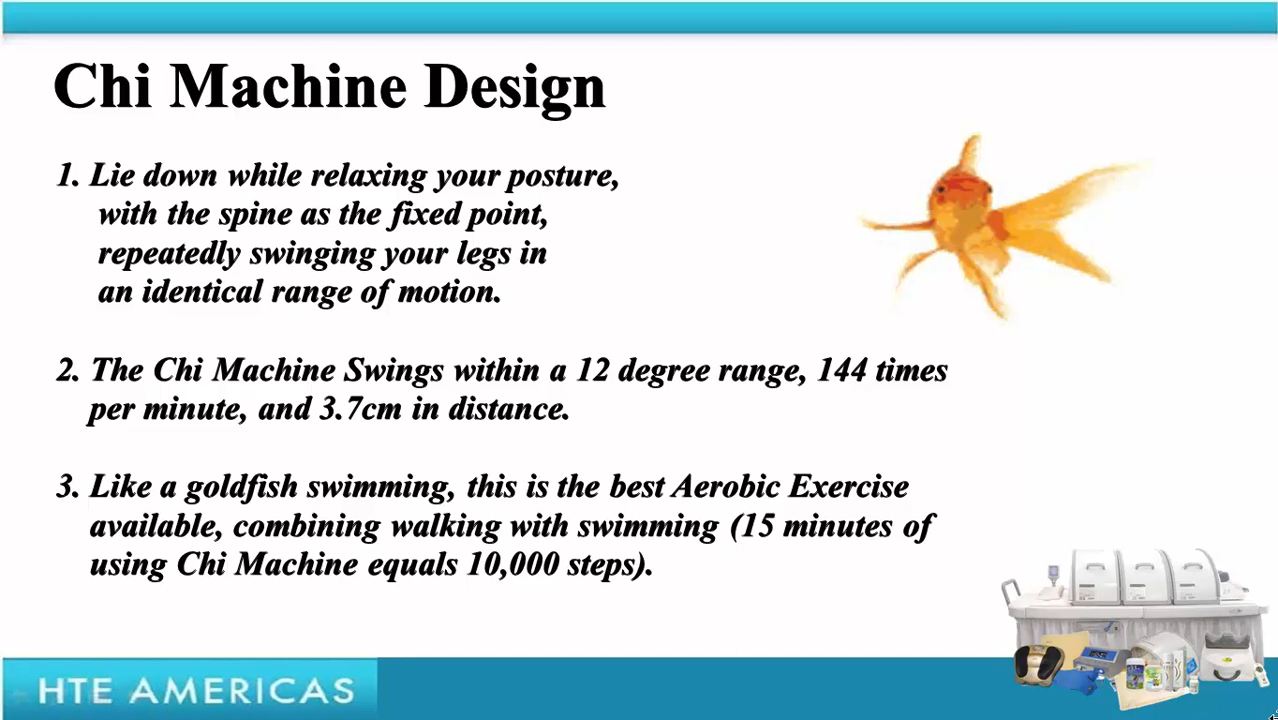 Chi Machine Design
1. Lie down while relaxing your posture,
with the spine as the fixed point,
repeatedly swinging your legs in
an identical range of motion.
2. The Chi Machine Swings within a 12 degree range, 144 times
per minute, and 3.7cm in distance.
3. Like a goldfish swimming, this is the best Aerobic Exercise
available, combining walking with swimming (15 minutes of
using Chi Machine equals 10,000 steps).
HTE AMERICAS